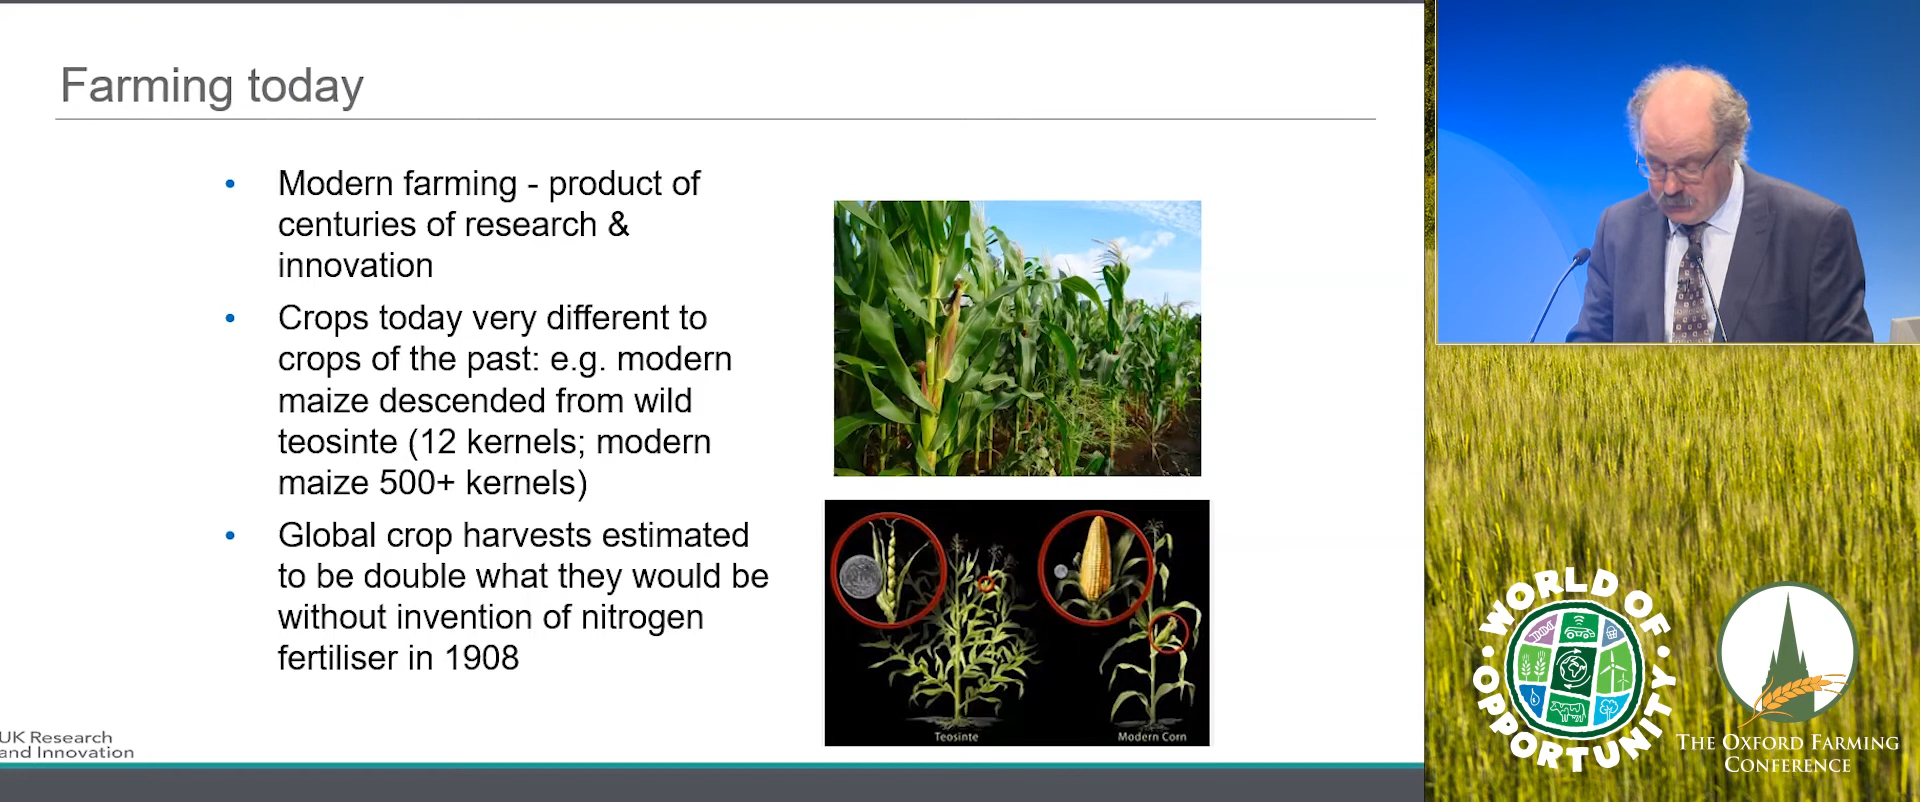 Farming today
• Modern farming - product of
centuries of research &
innovation
• Crops today very different to
crops of the past: e.g. modern
maize descended from wild
teosinte (12 kernels; modern
maize 500+ kernels)
• Global crop harvests estimated
to be double what they would be
without invention of nitrogen
fertiliser in 1908
Teosinte
Modern Corn
UK Research
and Innovation
WORLD OF
OPPORTUNITY
THE OXFORD FARMING
CONFERENCE